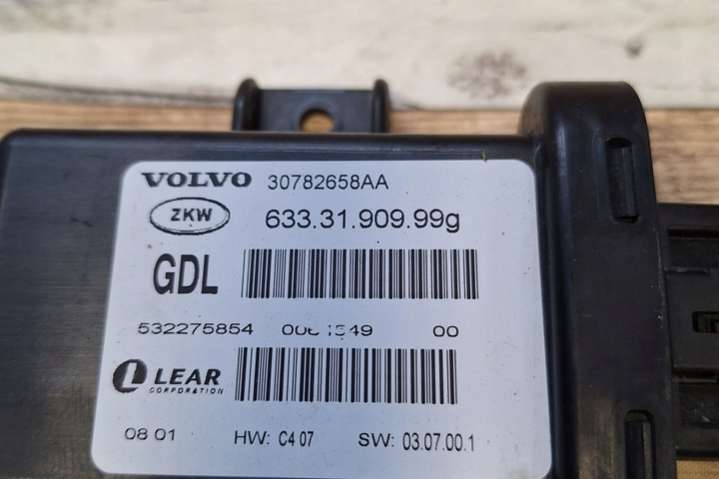 VOLVO 30782658AA
ZKW 633.31.909.99g
GDL
532275854 00
LEAR
CORPORATION
08 01 HW: C4 07 SW: 03.07.00.1